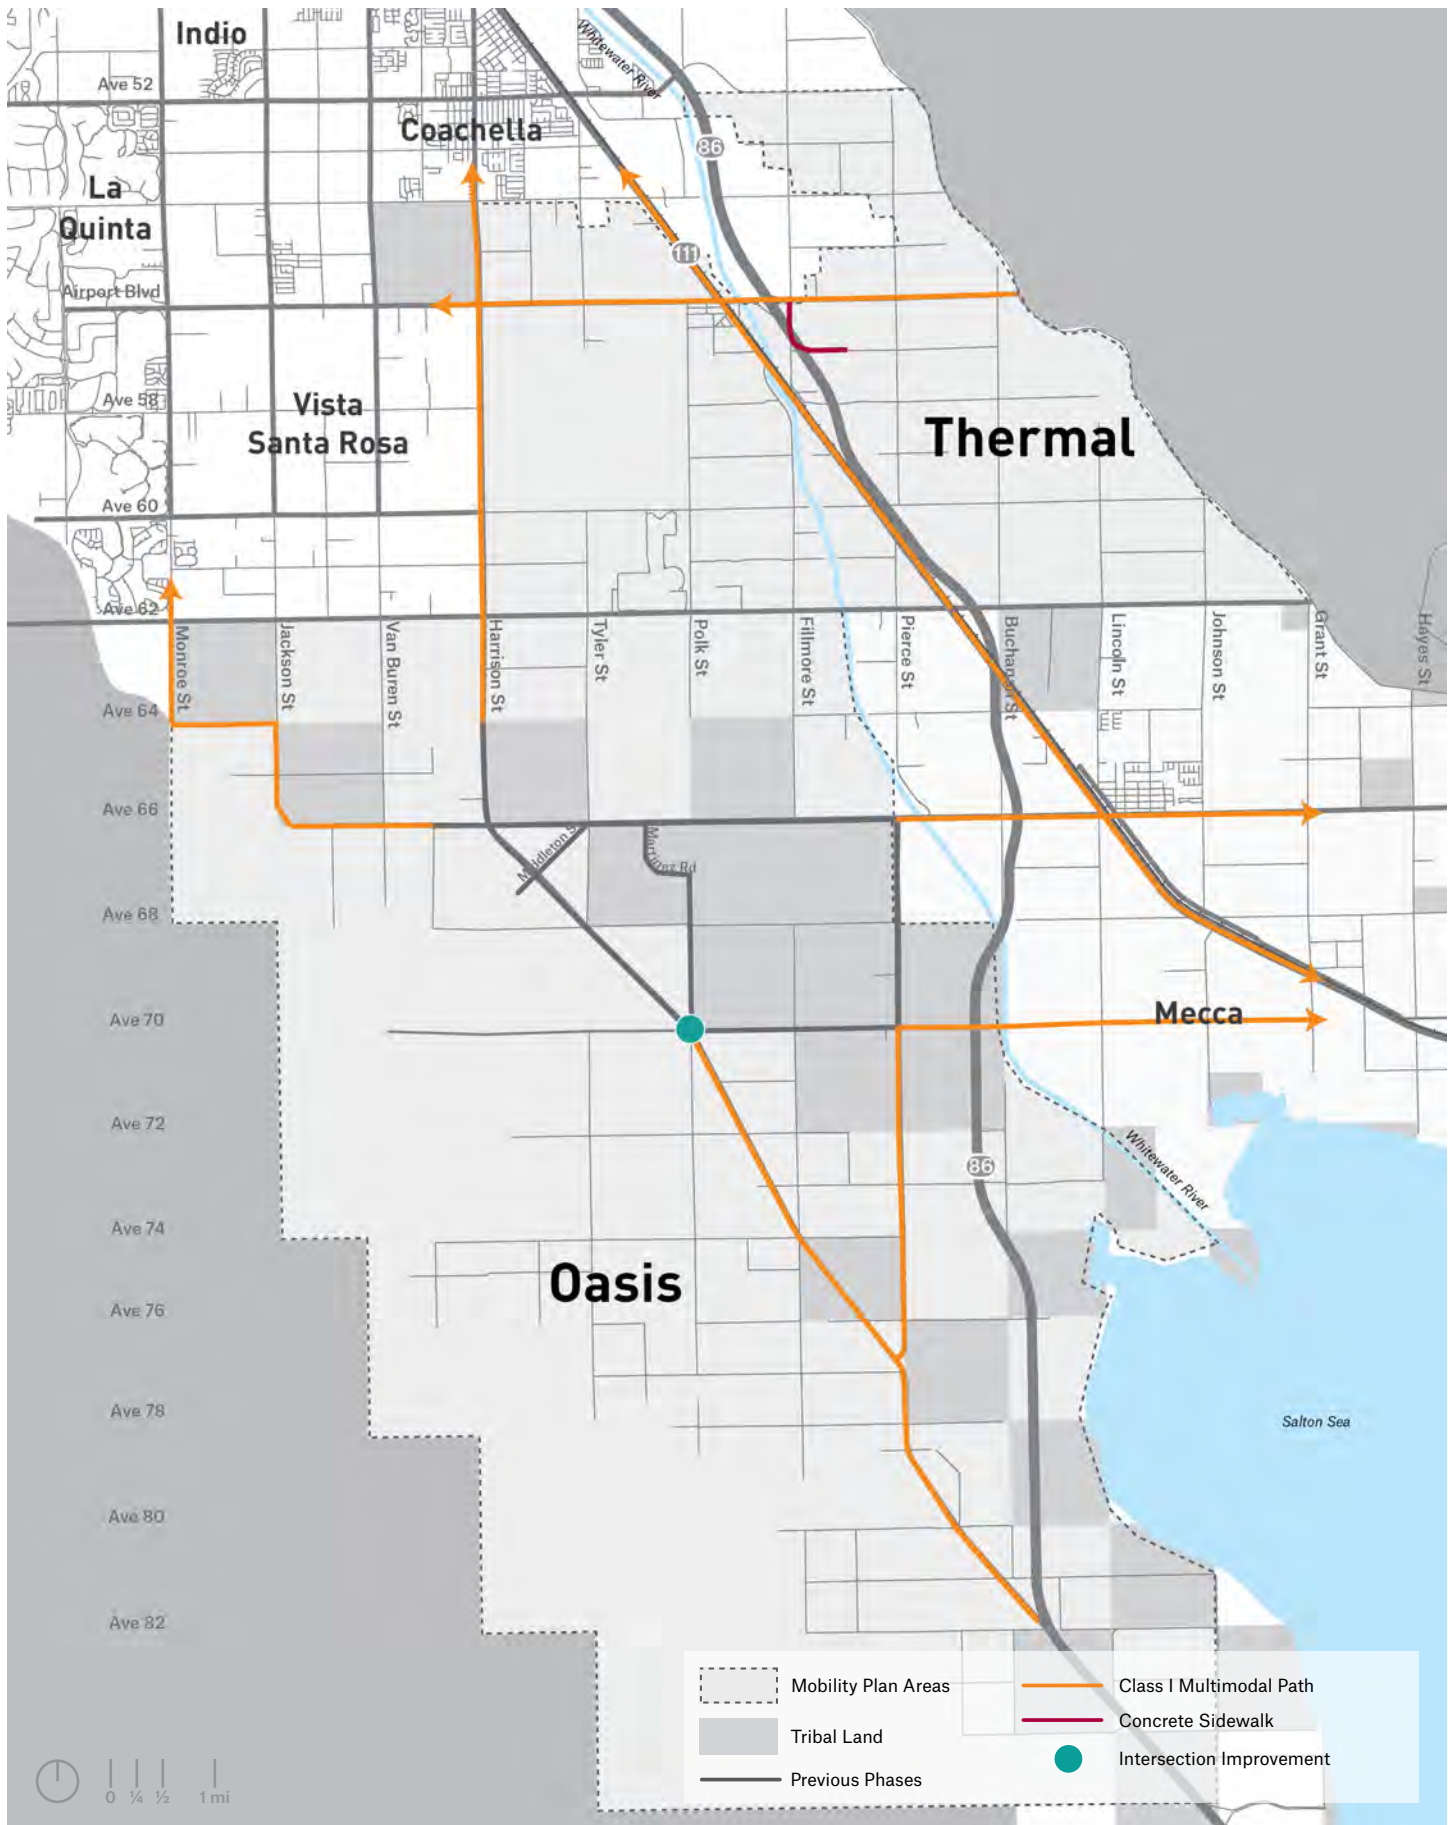 Indio
Whitewater River
Ave 52
Coachella
86
La
Quinta
111
Airport Blvd
Ave 58
Vista
Santa Rosa
Thermal
Ave 60
Ave 62
Monroe St
Jackson St
Van Buren St
Harrison St
Tyler St
Polk St
Fillmore St
Pierce St
Buchanan St
Lincoln St
Johnson St
Grant St
Hayes St
Ave 64
Ave 66
Middleton St
Martinez Rd
Ave 68
Ave 70
Mecca
Ave 72
Whitewater River
86
Ave 74
Oasis
Ave 76
Ave 78
Salton Sea
Ave 80
Ave 82
Mobility Plan Areas
Tribal Land
Previous Phases
Class I Multimodal Path
Concrete Sidewalk
Intersection Improvement
0 ¼ ½ 1 mi